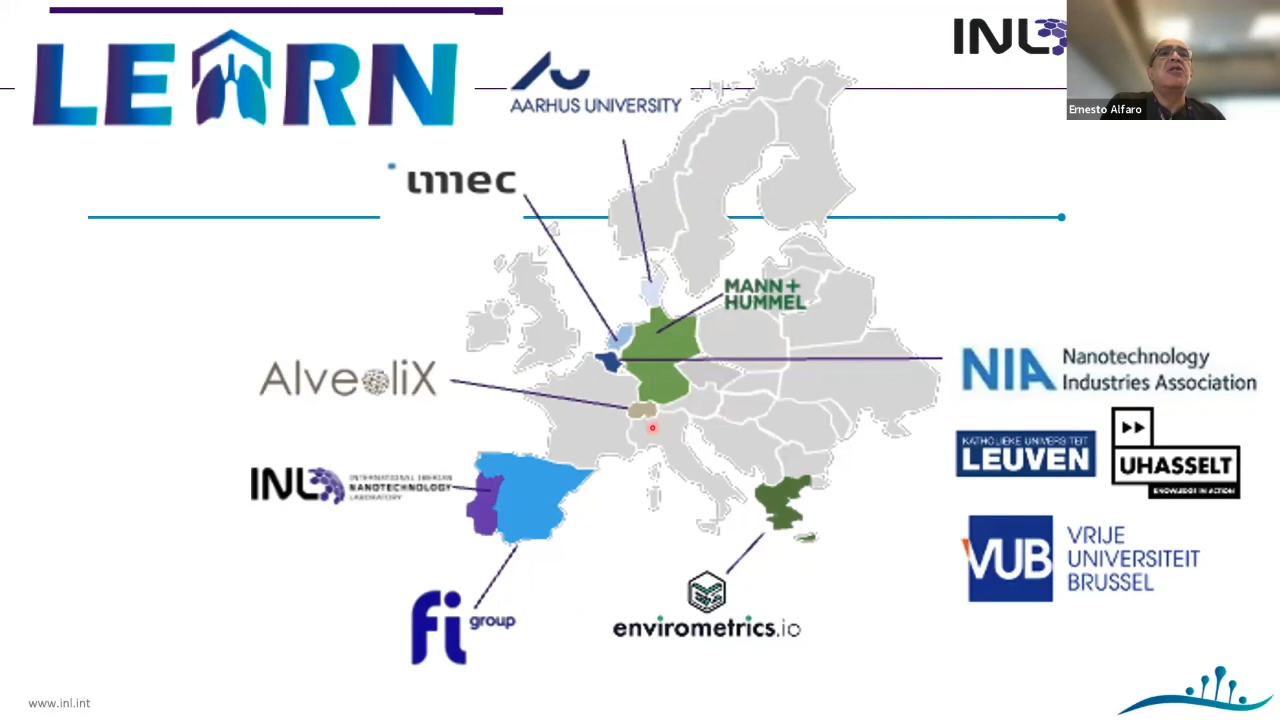 LEARN
AARHUS UNIVERSITY
INL
Ernesto Alfaro
imec
MANN+
HUMMEL
AlveoliX
NIA Nanotechnology
Industries Association
KATHOLIEKE UNIVERSITEIT
LEUVEN
UHASSELT
KNOWLEDGE IN ACTION
INL INTERNATIONAL IBERIAN
NANOTECHNOLOGY
LABORATORY
VUB VRIJE
UNIVERSITEIT
BRUSSEL
fi group
envirometrics.io
www.inl.int